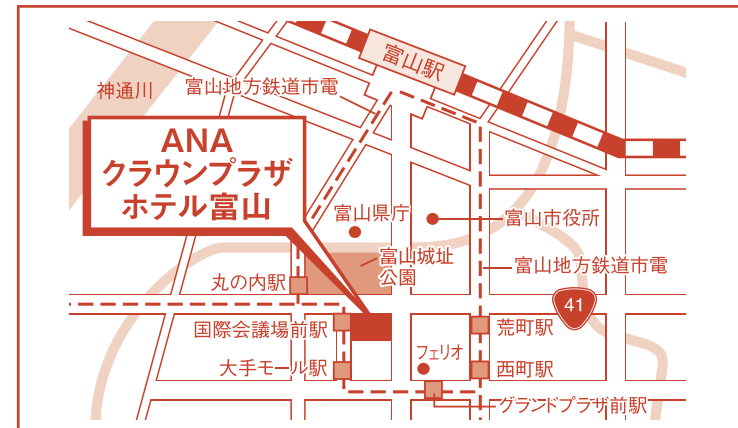 富山駅
神通川
富山地方鉄道市電
ANA
クラウンプラザ
ホテル富山
富山県庁
富山市役所
富山城址
公園
富山地方鉄道市電
丸の内駅
41
国際会議場前駅
荒町駅
フェリオ
大手モール駅
西町駅
グランドプラザ前駅